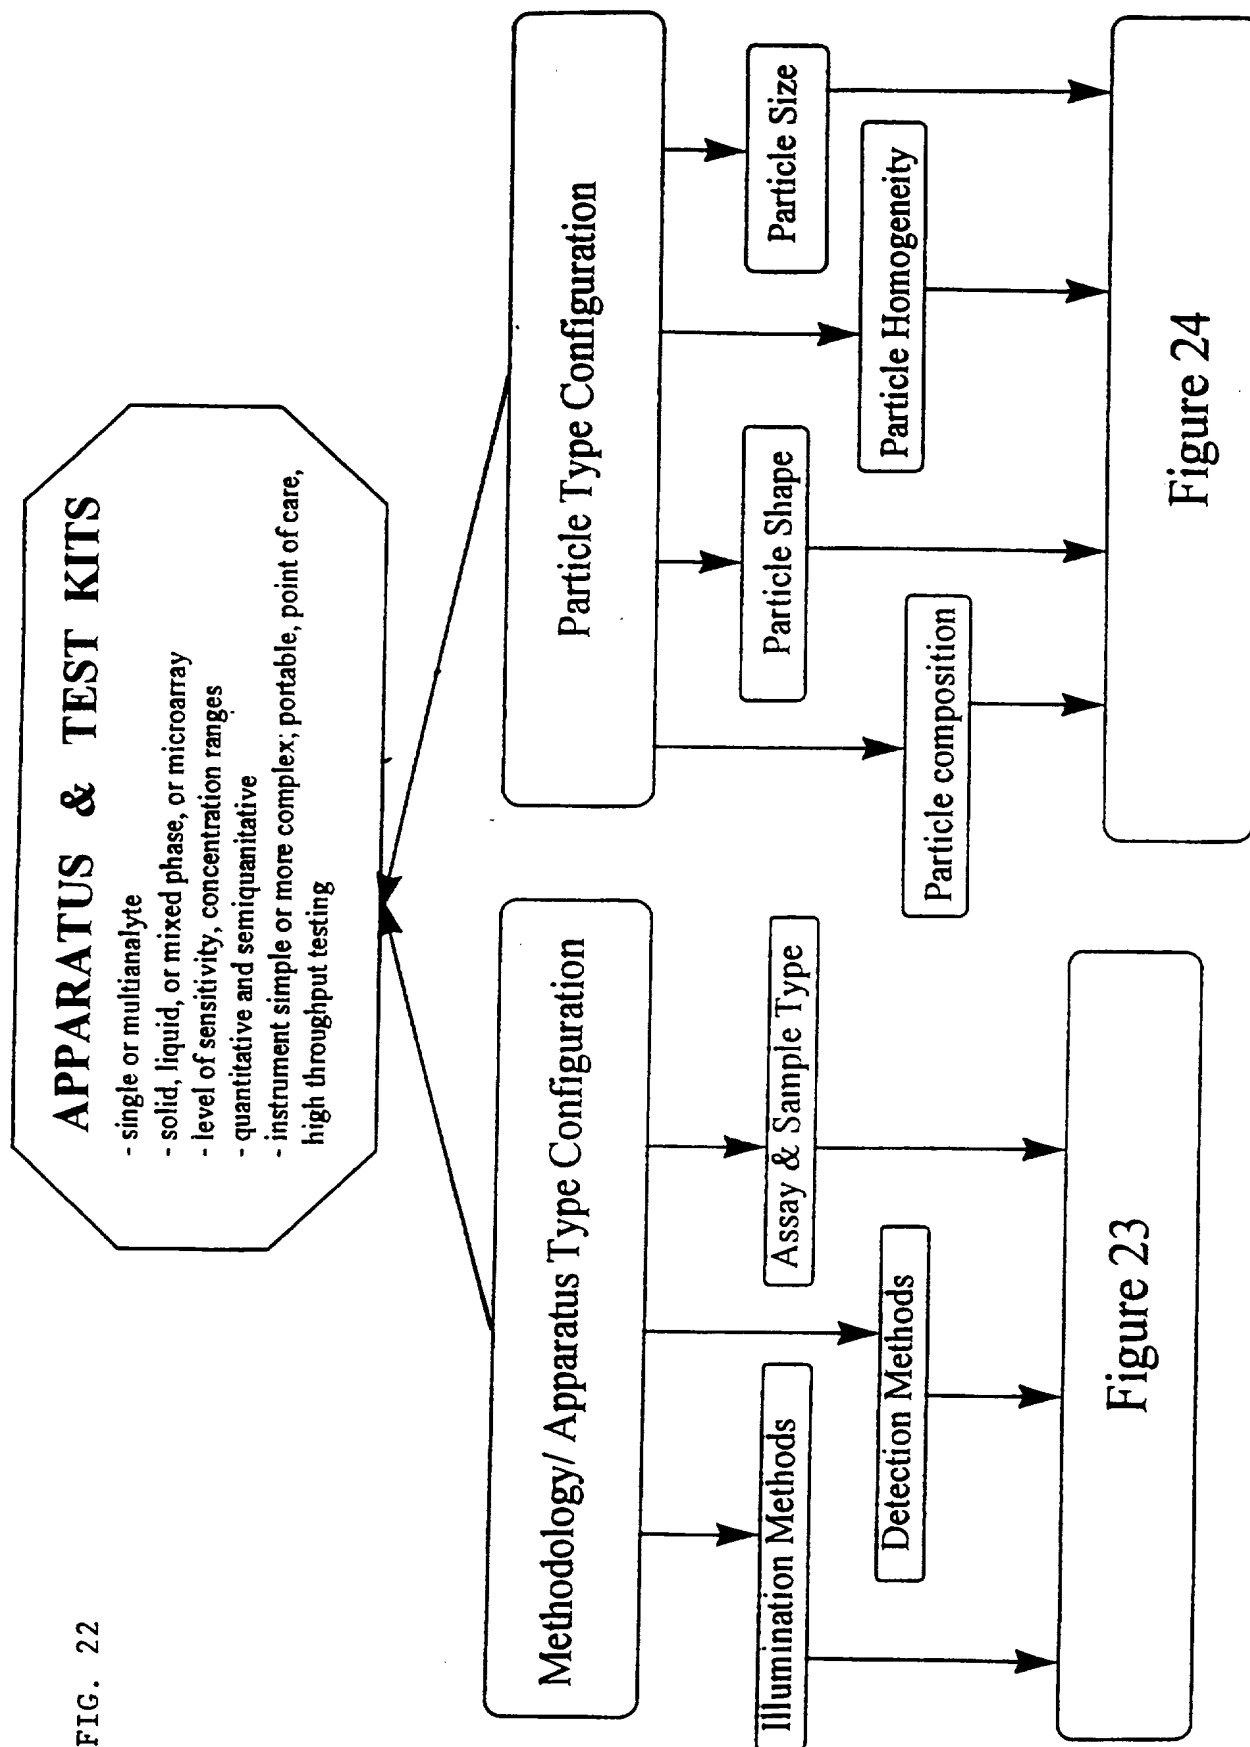 FIG. 22
APPARATUS & TEST KITS
- single or multianalyte
- solid, liquid, or mixed phase, or microarray
- level of sensitivity, concentration ranges
- quantitative and semiquanitative
- instrument simple or more complex; portable, point of care,
high throughput testing
Methodology/ Apparatus Type Configuration
Particle Type Configuration
Illumination Methods
Detection Methods
Assay & Sample Type
Particle composition
Particle Shape
Particle Homogeneity
Particle Size
Figure 23
Figure 24